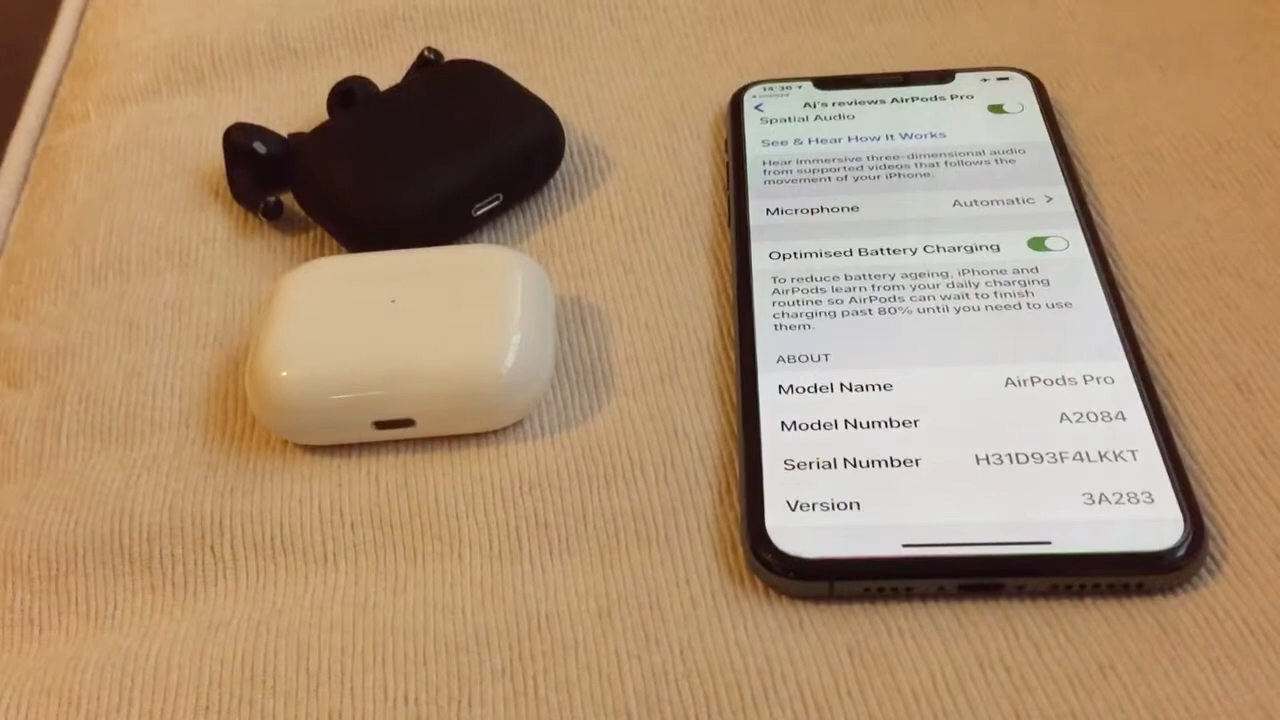 14:36
Aj's reviews AirPods Pro
Spatial Audio
See & Hear How It Works
Hear immersive three-dimensional audio
from supported videos that follows the
movement of your iPhone.
Microphone Automatic
Optimised Battery Charging
To reduce battery ageing, iPhone and
AirPods learn from your daily charging
routine so AirPods can wait to finish
charging past 80% until you need to use
them.
ABOUT
Model Name AirPods Pro
Model Number A2084
Serial Number H31D93F4LKKT
Version 3A283